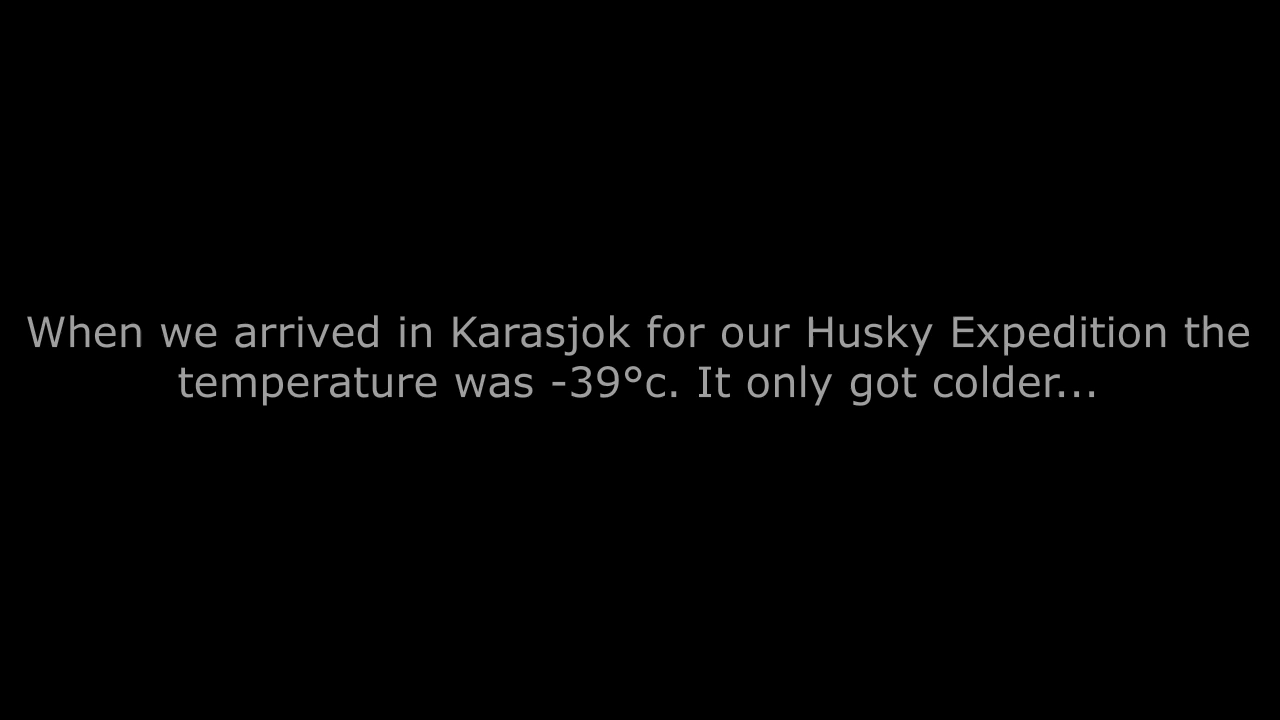 When we arrived in Karasjok for our Husky Expedition the
temperature was -39°c. It only got colder...